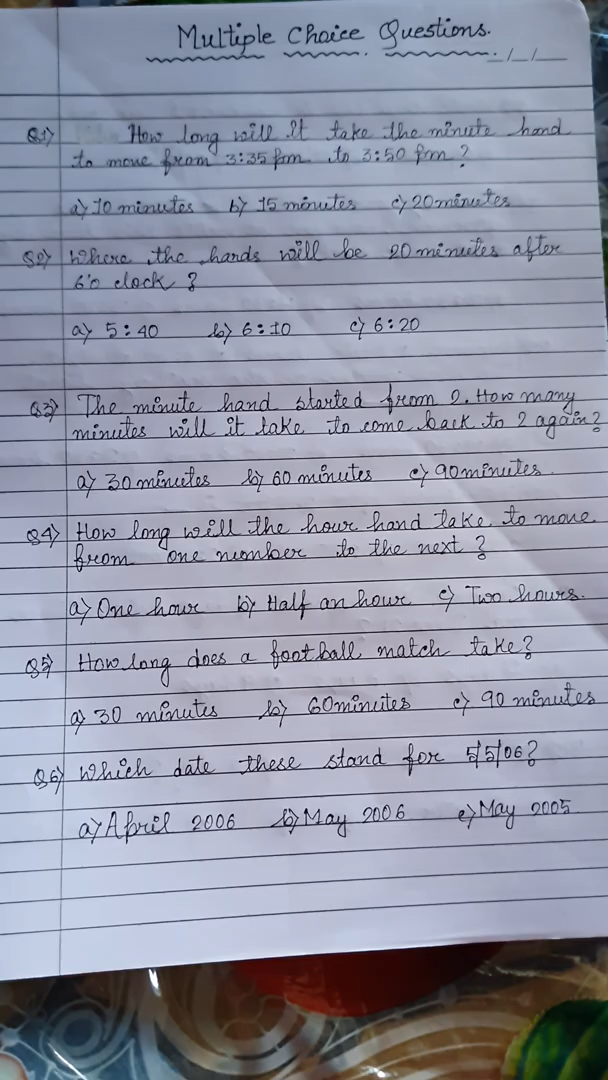 Multiple Choice Questions.
_/_/__
Q1) How long will it take the minute hand
to move from 3:35 pm to 3:50 pm?
a) 10 minutes b) 15 minutes c) 20 minutes
Q2) Where the hands will be 20 minutes after
6'o clock?
a) 5:40 b) 6:10 c) 6:20
Q3) The minute hand started from 2. How many
minutes will it take to come back to 2 again?
a) 30 minutes b) 60 minutes c) 90 minutes.
Q4) How long will the hour hand take to move
from one number to the next?
a) One hour b) Half an hour c) Two hours.
Q5) How long does a football match take?
a) 30 minutes b) 60 minutes c) 90 minutes
Q6) Which date these stand for 5/5/06?
a) April 2006 b) May 2006 c) May 2005